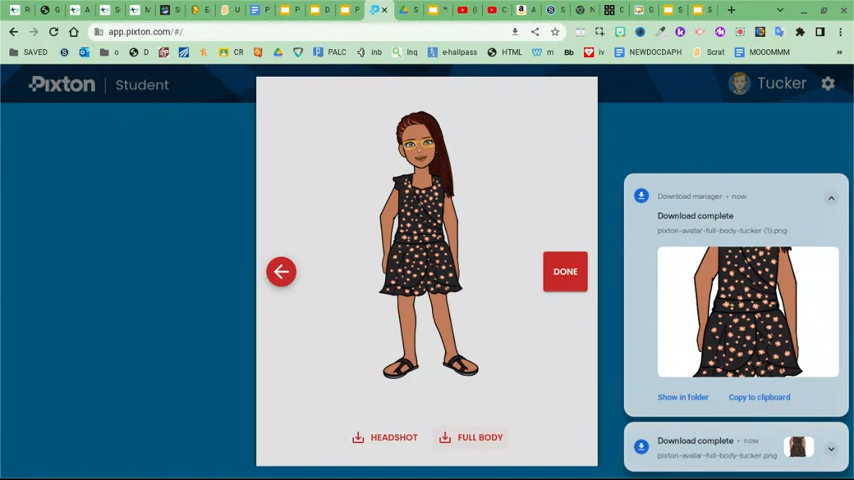 app.pixton.com/#/
SAVED
CR
PALC
inb
Inq
e-hallpass
HTML
m
Bb
iv
NEWDOCDAPH
Scrat
MOOOMMM
»
Pixton | Student
Tucker
Download manager • now
Download complete
pixton-avatar-full-body-tucker (1).png
DONE
Show in folder
Copy to clipboard
HEADSHOT
FULL BODY
Download complete • now
pixton-avatar-full-body-tucker.png